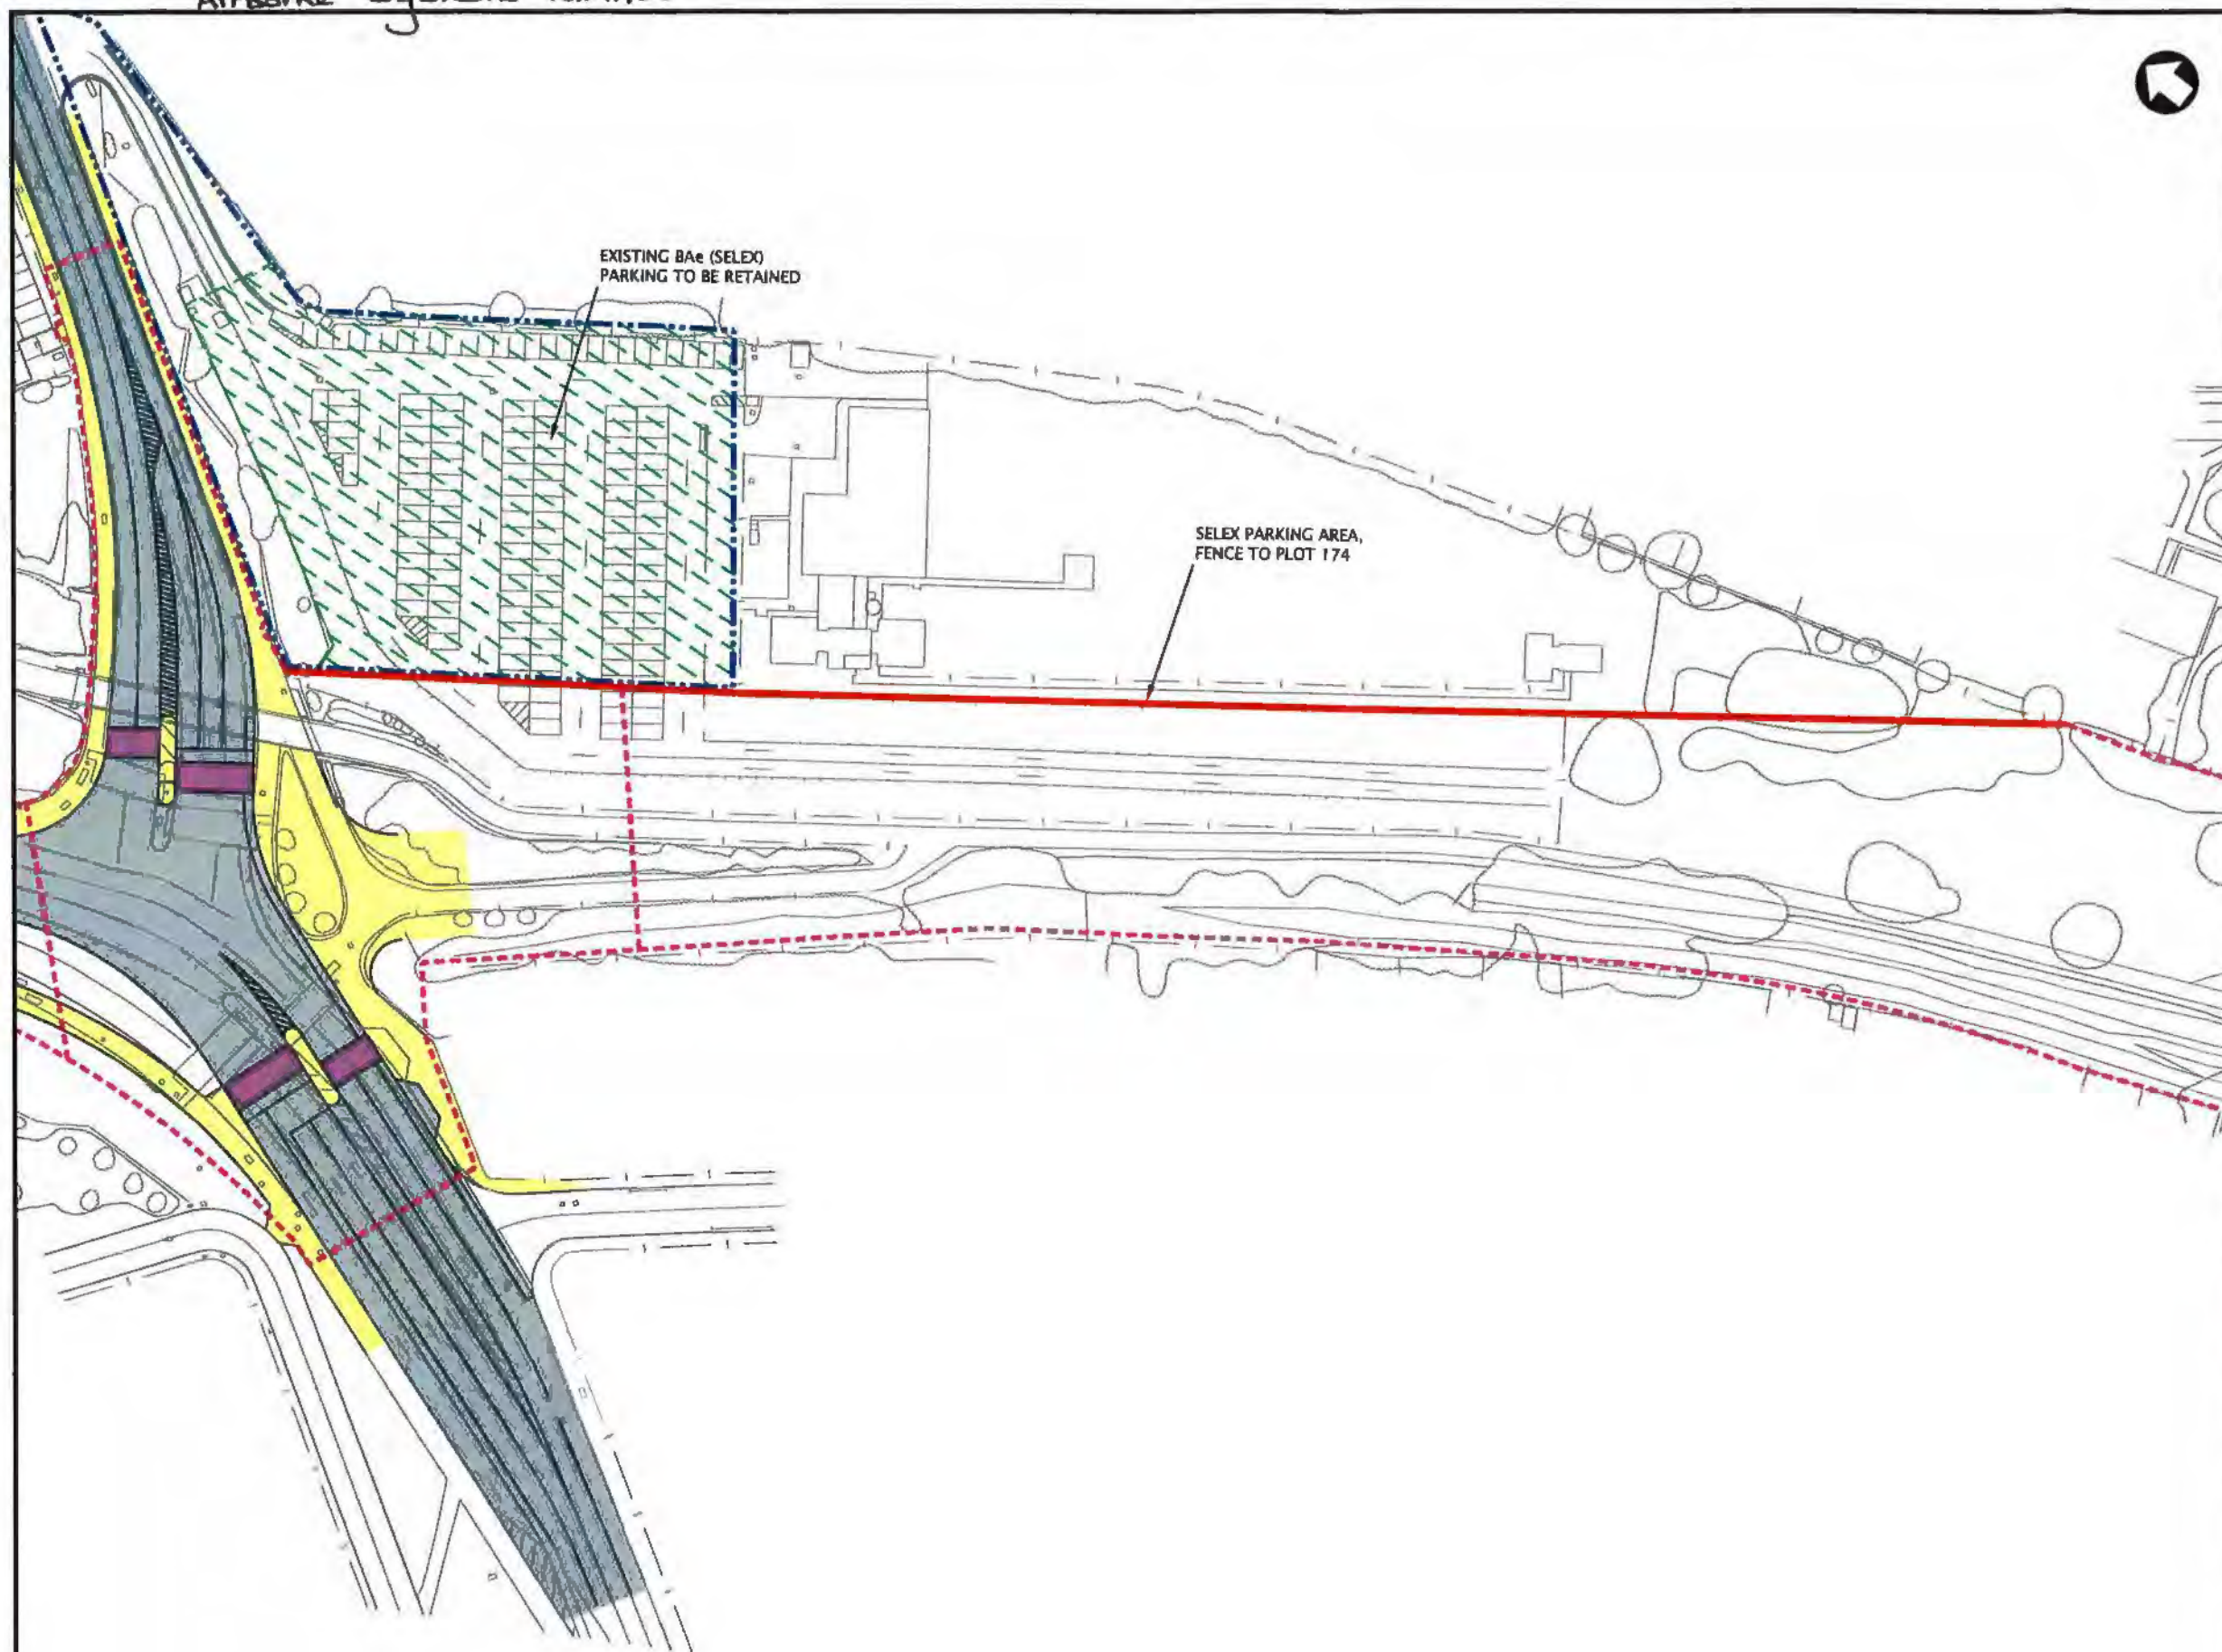 EXISTING BAe (SELEX)
PARKING TO BE RETAINED
SELEX PARKING AREA,
FENCE TO PLOT 174